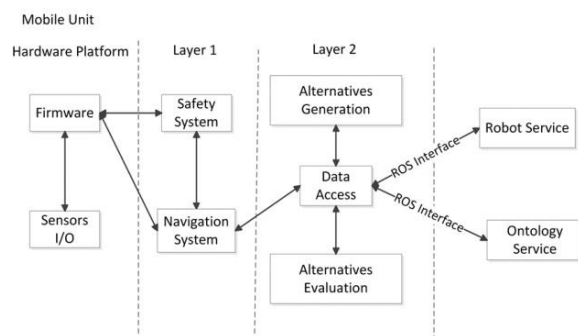 Mobile Unit
Hardware Platform
Layer 1
Layer 2
Firmware
Safety
System
Alternatives
Generation
Robot Service
ROS Interface
Data
Access
ROS Interface
Sensors
I/O
Navigation
System
Ontology
Service
Alternatives
Evaluation